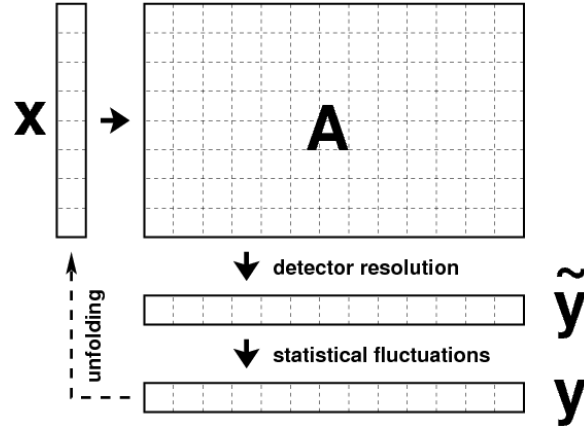 x
A
detector resolution
ỹ
unfolding
statistical fluctuations
y